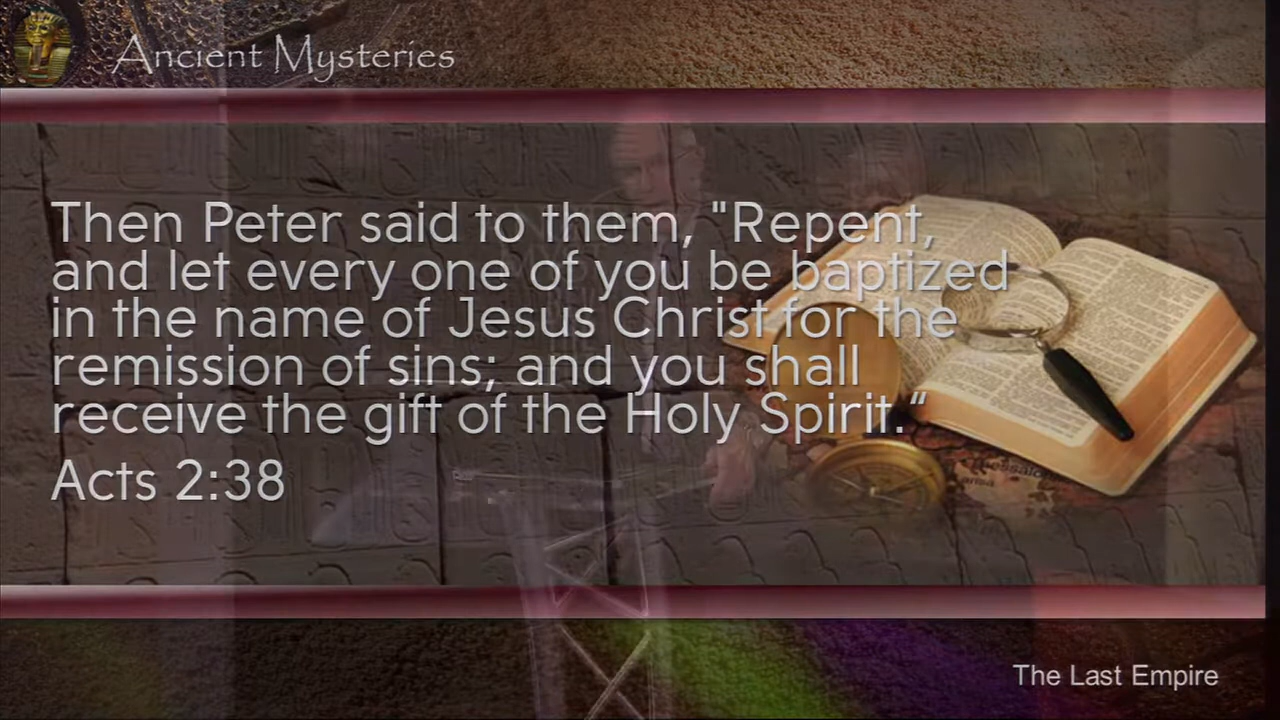 Ancient Mysteries
Then Peter said to them, "Repent,
and let every one of you be baptized
in the name of Jesus Christ for the
remission of sins; and you shall
receive the gift of the Holy Spirit."
Acts 2:38
The Last Empire